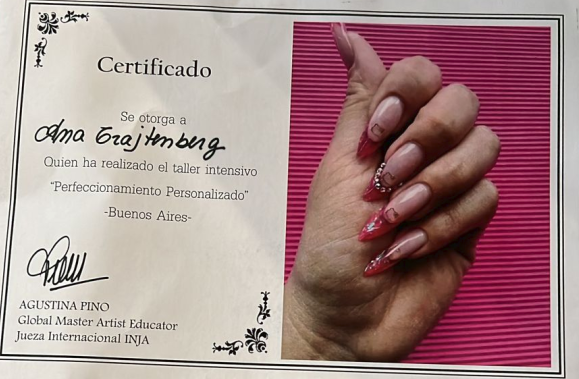 Certificado
Se otorga a
Ana Grajtenberg
Quien ha realizado el taller intensivo
"Perfeccionamiento Personalizado"
-Buenos Aires-
AGUSTINA PINO
Global Master Artist Educator
Jueza Internacional INJA